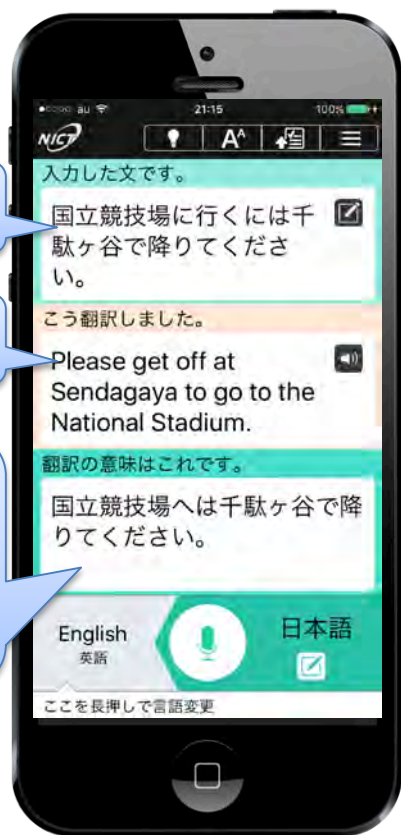 au 21:15 100%
NICT AA
入力した文です。
国立競技場に行くには千
駄ヶ谷で降りてくださ
い。
こう翻訳しました。
Please get off at
Sendagaya to go to the
National Stadium.
翻訳の意味はこれです。
国立競技場へは千駄ヶ谷で降
りてください。
English 日本語
英語
ここを長押しで言語変更